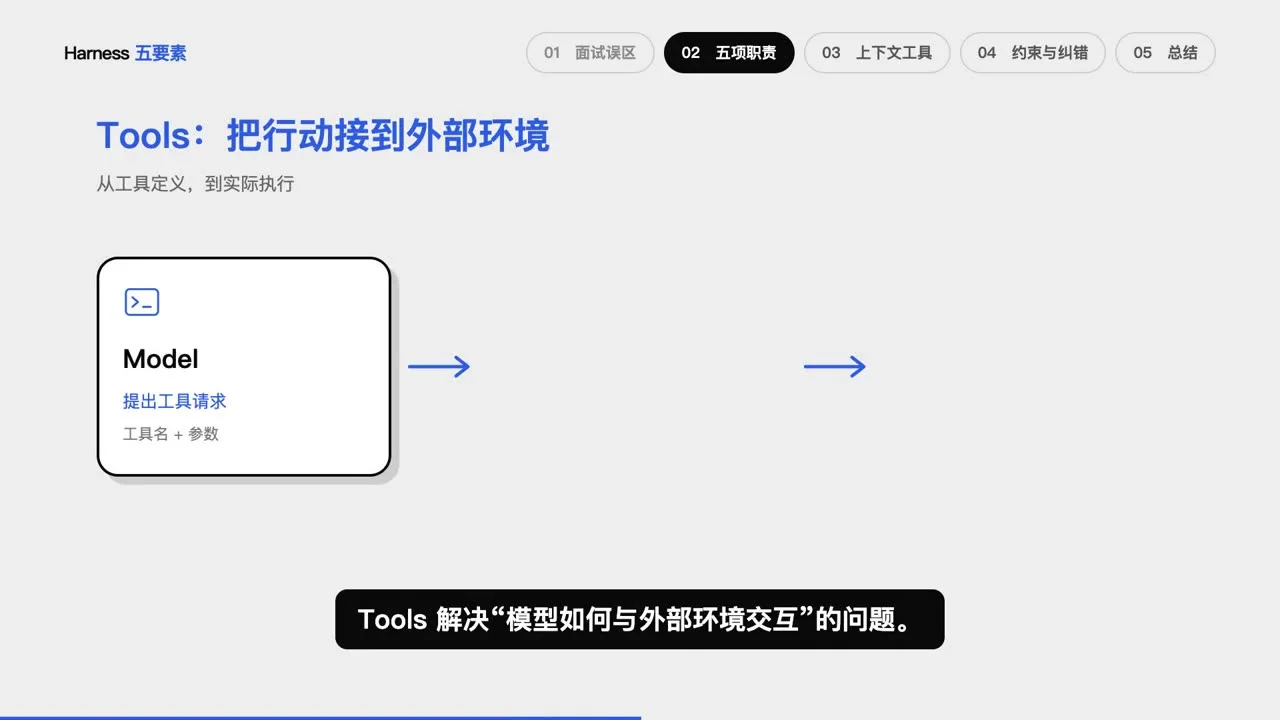 Harness 五要素
01 面试误区
02 五项职责
03 上下文工具
04 约束与纠错
05 总结
Tools：把行动接到外部环境
从工具定义，到实际执行
Model
提出工具请求
工具名 + 参数
Tools 解决“模型如何与外部环境交互”的问题。